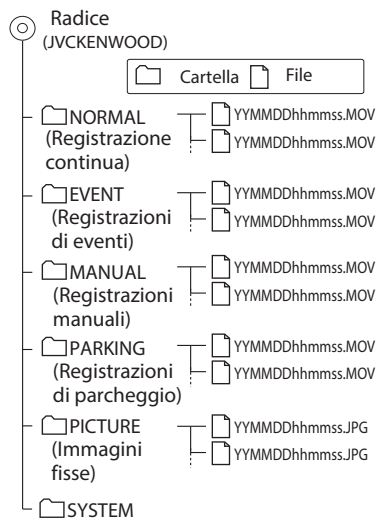 Radice
(JVCKENWOOD)
Cartella File
NORMAL YYMMDDhhmmss.MOV
(Registrazione YYMMDDhhmmss.MOV
continua)
EVENT YYMMDDhhmmss.MOV
(Registrazioni YYMMDDhhmmss.MOV
di eventi)
MANUAL YYMMDDhhmmss.MOV
(Registrazioni YYMMDDhhmmss.MOV
manuali)
PARKING YYMMDDhhmmss.MOV
(Registrazioni YYMMDDhhmmss.MOV
di parcheggio)
PICTURE YYMMDDhhmmss.JPG
(Immagini YYMMDDhhmmss.JPG
fisse)
SYSTEM